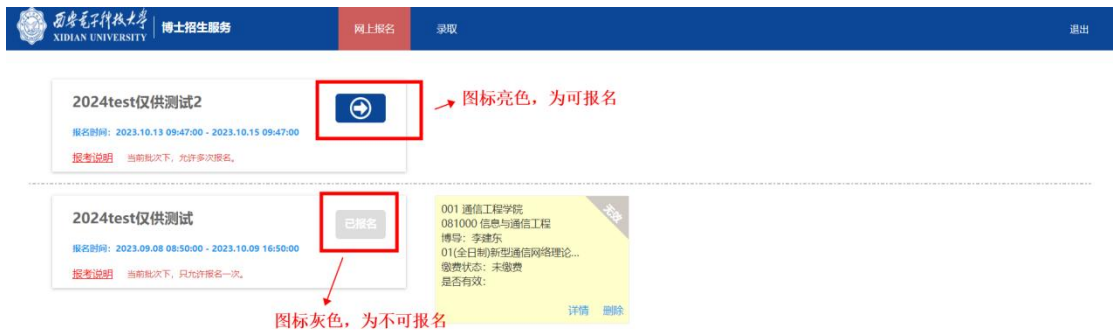 西安电子科技大学
XIDIAN UNIVERSITY
博士招生服务
网上报名
录取
退出
2024test仅供测试2
报名时间：2023.10.13 09:47:00 - 2023.10.15 09:47:00
报考说明 当前批次下，允许多次报名。
图标亮色，为可报名
2024test仅供测试
报名时间：2023.09.08 08:50:00 - 2023.10.09 16:50:00
报考说明 当前批次下，只允许报名一次。
已报名
001 通信工程学院
081000 信息与通信工程
博导：李建东
01(全日制)新型通信网络理论...
缴费状态：未缴费
是否有效：
无效
详情 删除
图标灰色，为不可报名